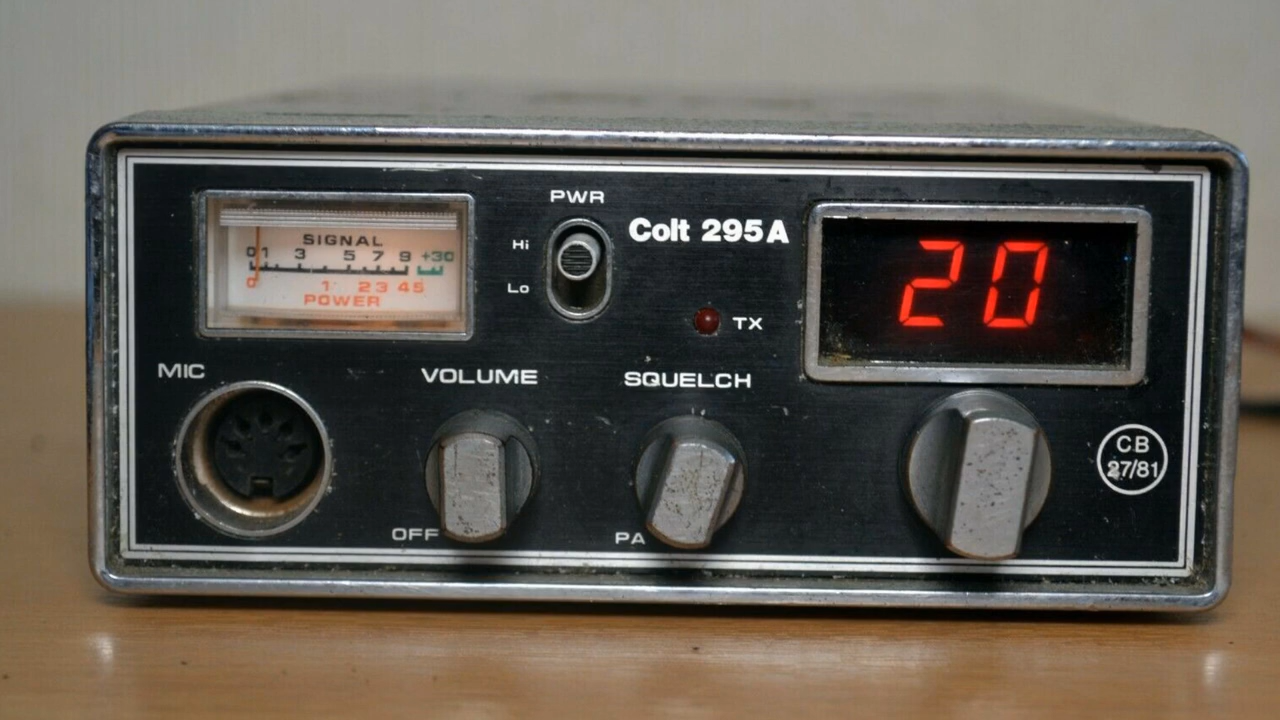 PWR
Hi
Lo
Colt 295A
SIGNAL
0 1 3 5 7 9 +30
0 1 2 3 4 5
POWER
20
TX
MIC
VOLUME
SQUELCH
OFF
PA
CB
27/81